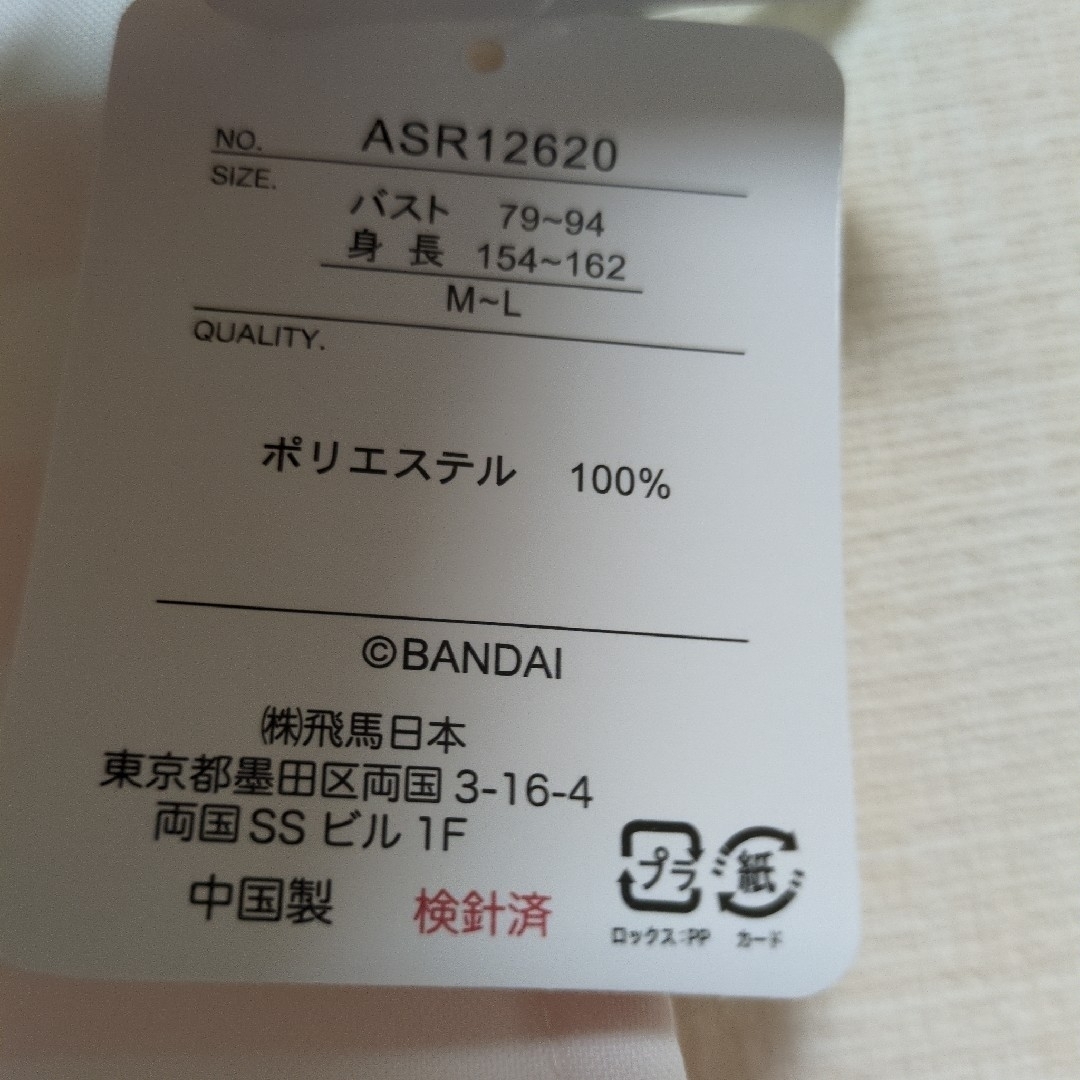 NO. ASR12620
SIZE.
バスト 79~94
身長 154~162
M~L
QUALITY.
ポリエステル 100%
©BANDAI
㈱飛馬日本
東京都墨田区両国 3-16-4
両国 SS ビル 1F
中国製 検針済
プラ 紙
ロックス:PP カード